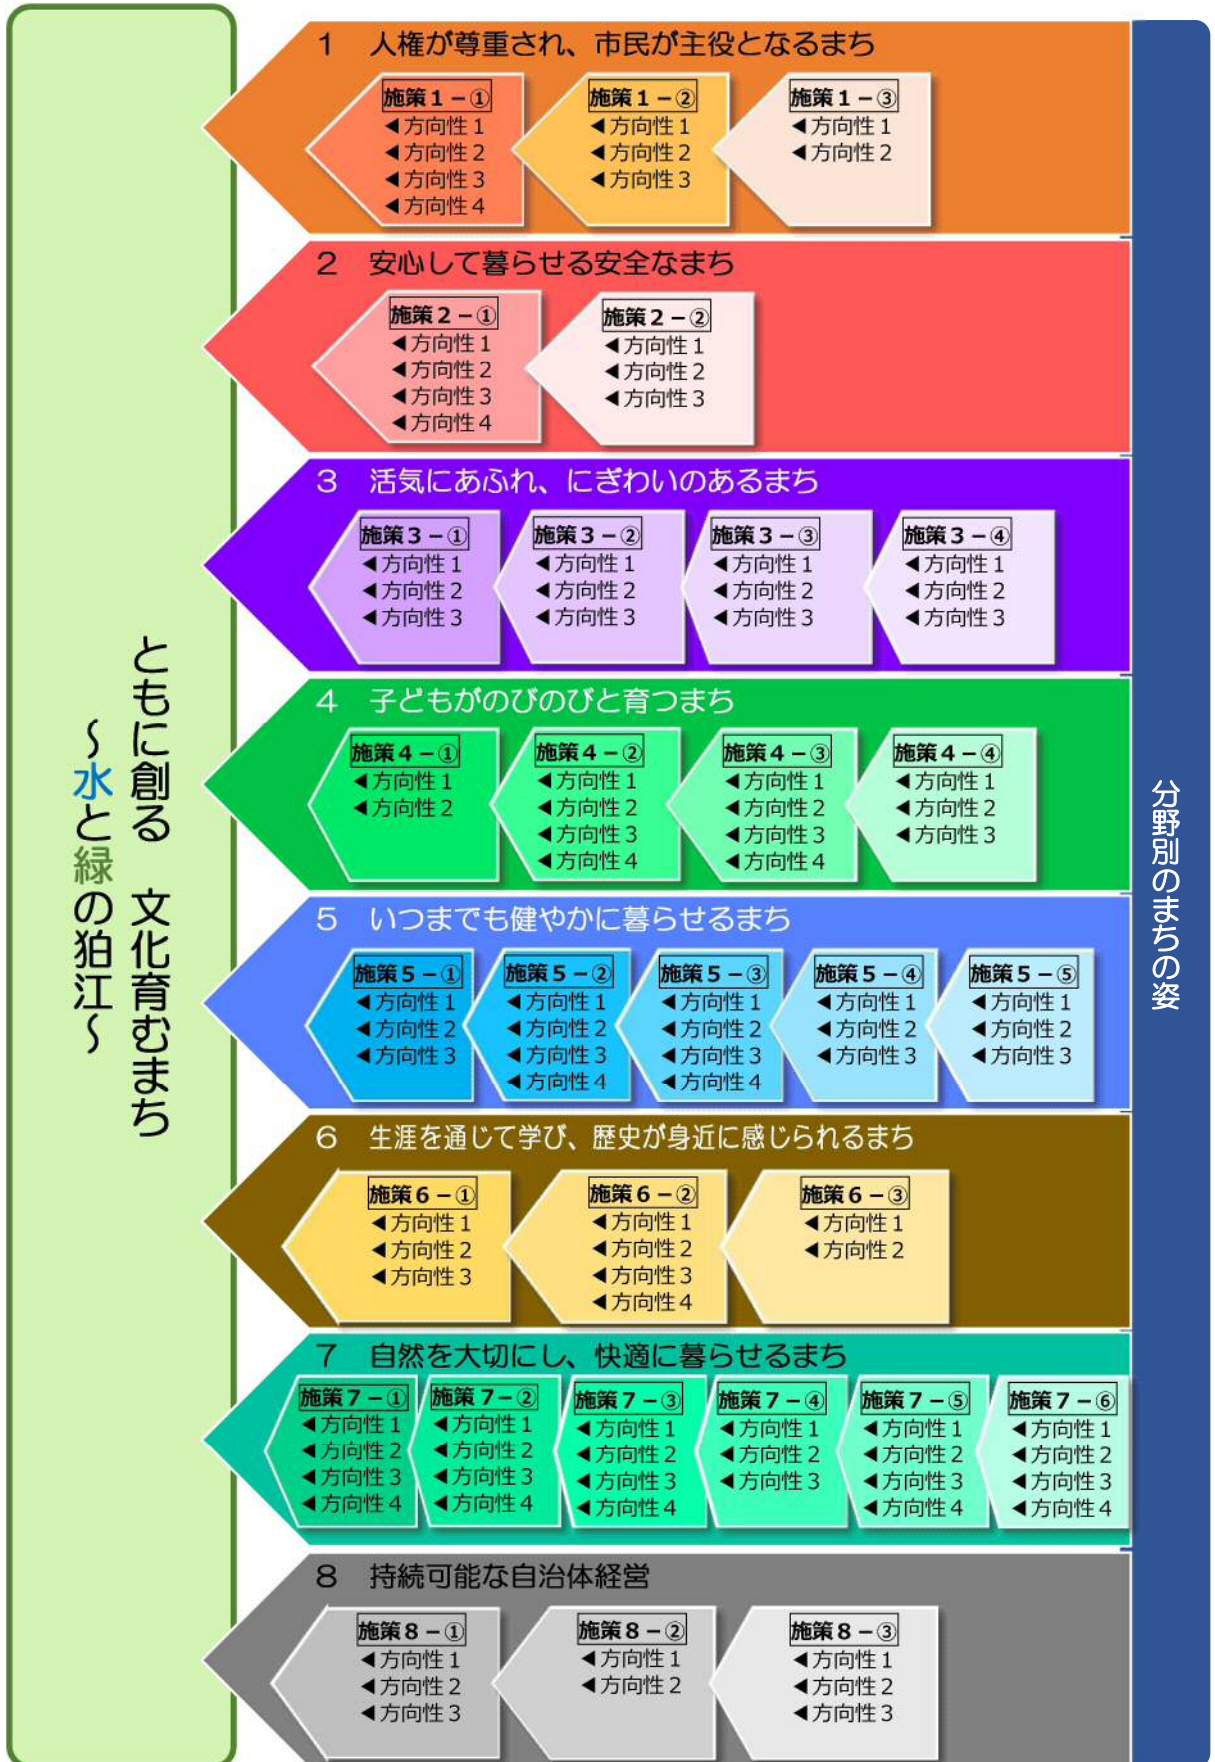 ともに創る　文化育むまち
～水と緑の狛江～
1　人権が尊重され、市民が主役となるまち
施策1－①
◀方向性1
◀方向性2
◀方向性3
◀方向性4
施策1－②
◀方向性1
◀方向性2
◀方向性3
施策1－③
◀方向性1
◀方向性2
2　安心して暮らせる安全なまち
施策2－①
◀方向性1
◀方向性2
◀方向性3
◀方向性4
施策2－②
◀方向性1
◀方向性2
◀方向性3
3　活気にあふれ、にぎわいのあるまち
施策3－①
◀方向性1
◀方向性2
◀方向性3
施策3－②
◀方向性1
◀方向性2
◀方向性3
施策3－③
◀方向性1
◀方向性2
◀方向性3
施策3－④
◀方向性1
◀方向性2
◀方向性3
4　子どもがのびのびと育つまち
施策4－①
◀方向性1
◀方向性2
施策4－②
◀方向性1
◀方向性2
◀方向性3
◀方向性4
施策4－③
◀方向性1
◀方向性2
◀方向性3
◀方向性4
施策4－④
◀方向性1
◀方向性2
◀方向性3
5　いつまでも健やかに暮らせるまち
施策5－①
◀方向性1
◀方向性2
◀方向性3
施策5－②
◀方向性1
◀方向性2
◀方向性3
◀方向性4
施策5－③
◀方向性1
◀方向性2
◀方向性3
◀方向性4
施策5－④
◀方向性1
◀方向性2
◀方向性3
施策5－⑤
◀方向性1
◀方向性2
◀方向性3
6　生涯を通じて学び、歴史が身近に感じられるまち
施策6－①
◀方向性1
◀方向性2
◀方向性3
施策6－②
◀方向性1
◀方向性2
◀方向性3
◀方向性4
施策6－③
◀方向性1
◀方向性2
7　自然を大切にし、快適に暮らせるまち
施策7－①
◀方向性1
◀方向性2
◀方向性3
◀方向性4
施策7－②
◀方向性1
◀方向性2
◀方向性3
◀方向性4
施策7－③
◀方向性1
◀方向性2
◀方向性3
◀方向性4
施策7－④
◀方向性1
◀方向性2
◀方向性3
施策7－⑤
◀方向性1
◀方向性2
◀方向性3
◀方向性4
施策7－⑥
◀方向性1
◀方向性2
◀方向性3
◀方向性4
8　持続可能な自治体経営
施策8－①
◀方向性1
◀方向性2
◀方向性3
施策8－②
◀方向性1
◀方向性2
施策8－③
◀方向性1
◀方向性2
◀方向性3
分野別のまちの姿